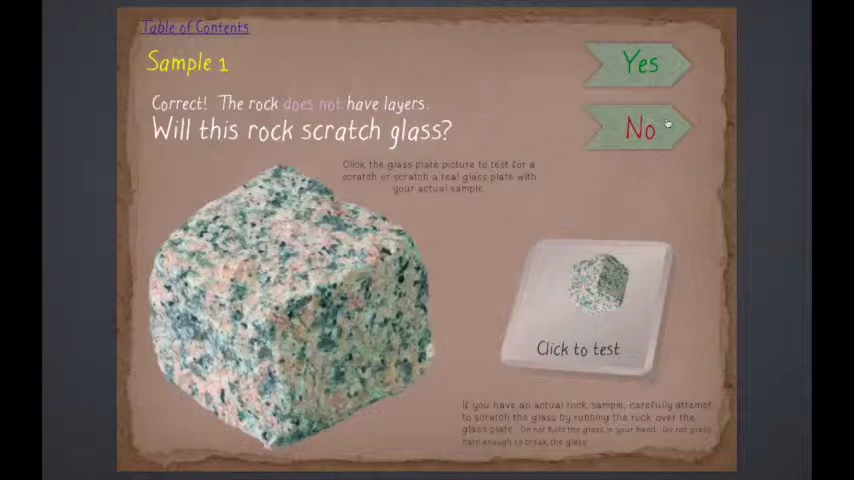 Table of Contents
Sample 1
Yes
Correct! The rock does not have layers.
Will this rock scratch glass?
No
Click the glass plate picture to test for a
scratch or scratch a real glass plate with
your actual sample.
Click to test
If you have an actual rock sample, carefully attempt
to scratch the glass by rubbing the rock over the
glass plate. Do not hold the glass in your hand. Do not press
hard enough to break the glass.